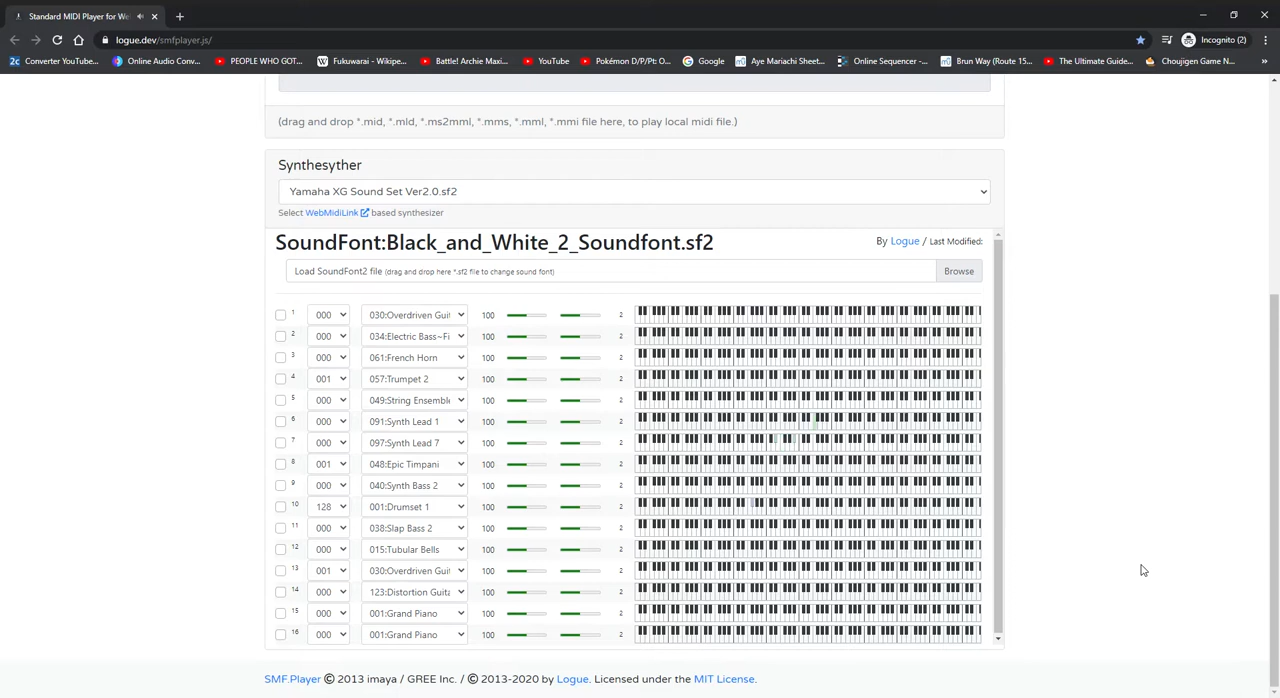 Standard MIDI Player for We
logue.dev/smfplayer.js/
Incognito (2)
Converter YouTube...
Online Audio Conv...
PEOPLE WHO GOT...
Fukuwarai - Wikipe...
Battle! Archie Maxi...
YouTube
Pokémon D/P/Pt: O...
Google
Aye Mariachi Sheet...
Online Sequencer -...
Brun Way (Route 15...
The Ultimate Guide...
Choujigen Game N...
(drag and drop *.mid, *.mld, *.ms2mml, *.mms, *.mml, *.mmi file here, to play local midi file.)
Synthesyther
Yamaha XG Sound Set Ver2.0.sf2
Select WebMidiLink based synthesizer
SoundFont:Black_and_White_2_Soundfont.sf2
By Logue / Last Modified:
Load SoundFont2 file (drag and drop here *.sf2 file to change sound font)
Browse
1 000 030:Overdriven Guit 100 2
2 000 034:Electric Bass~Fi 100 2
3 000 061:French Horn 100 2
4 001 057:Trumpet 2 100 2
5 000 049:String Ensemble 100 2
6 000 091:Synth Lead 1 100 2
7 000 097:Synth Lead 7 100 2
8 001 048:Epic Timpani 100 2
9 000 040:Synth Bass 2 100 2
10 128 001:Drumset 1 100 2
11 000 038:Slap Bass 2 100 2
12 000 015:Tubular Bells 100 2
13 001 030:Overdriven Guit 100 2
14 000 123:Distortion Guita 100 2
15 000 001:Grand Piano 100 2
16 000 001:Grand Piano 100 2
SMF.Player © 2013 imaya / GREE Inc. / © 2013-2020 by Logue. Licensed under the MIT License.